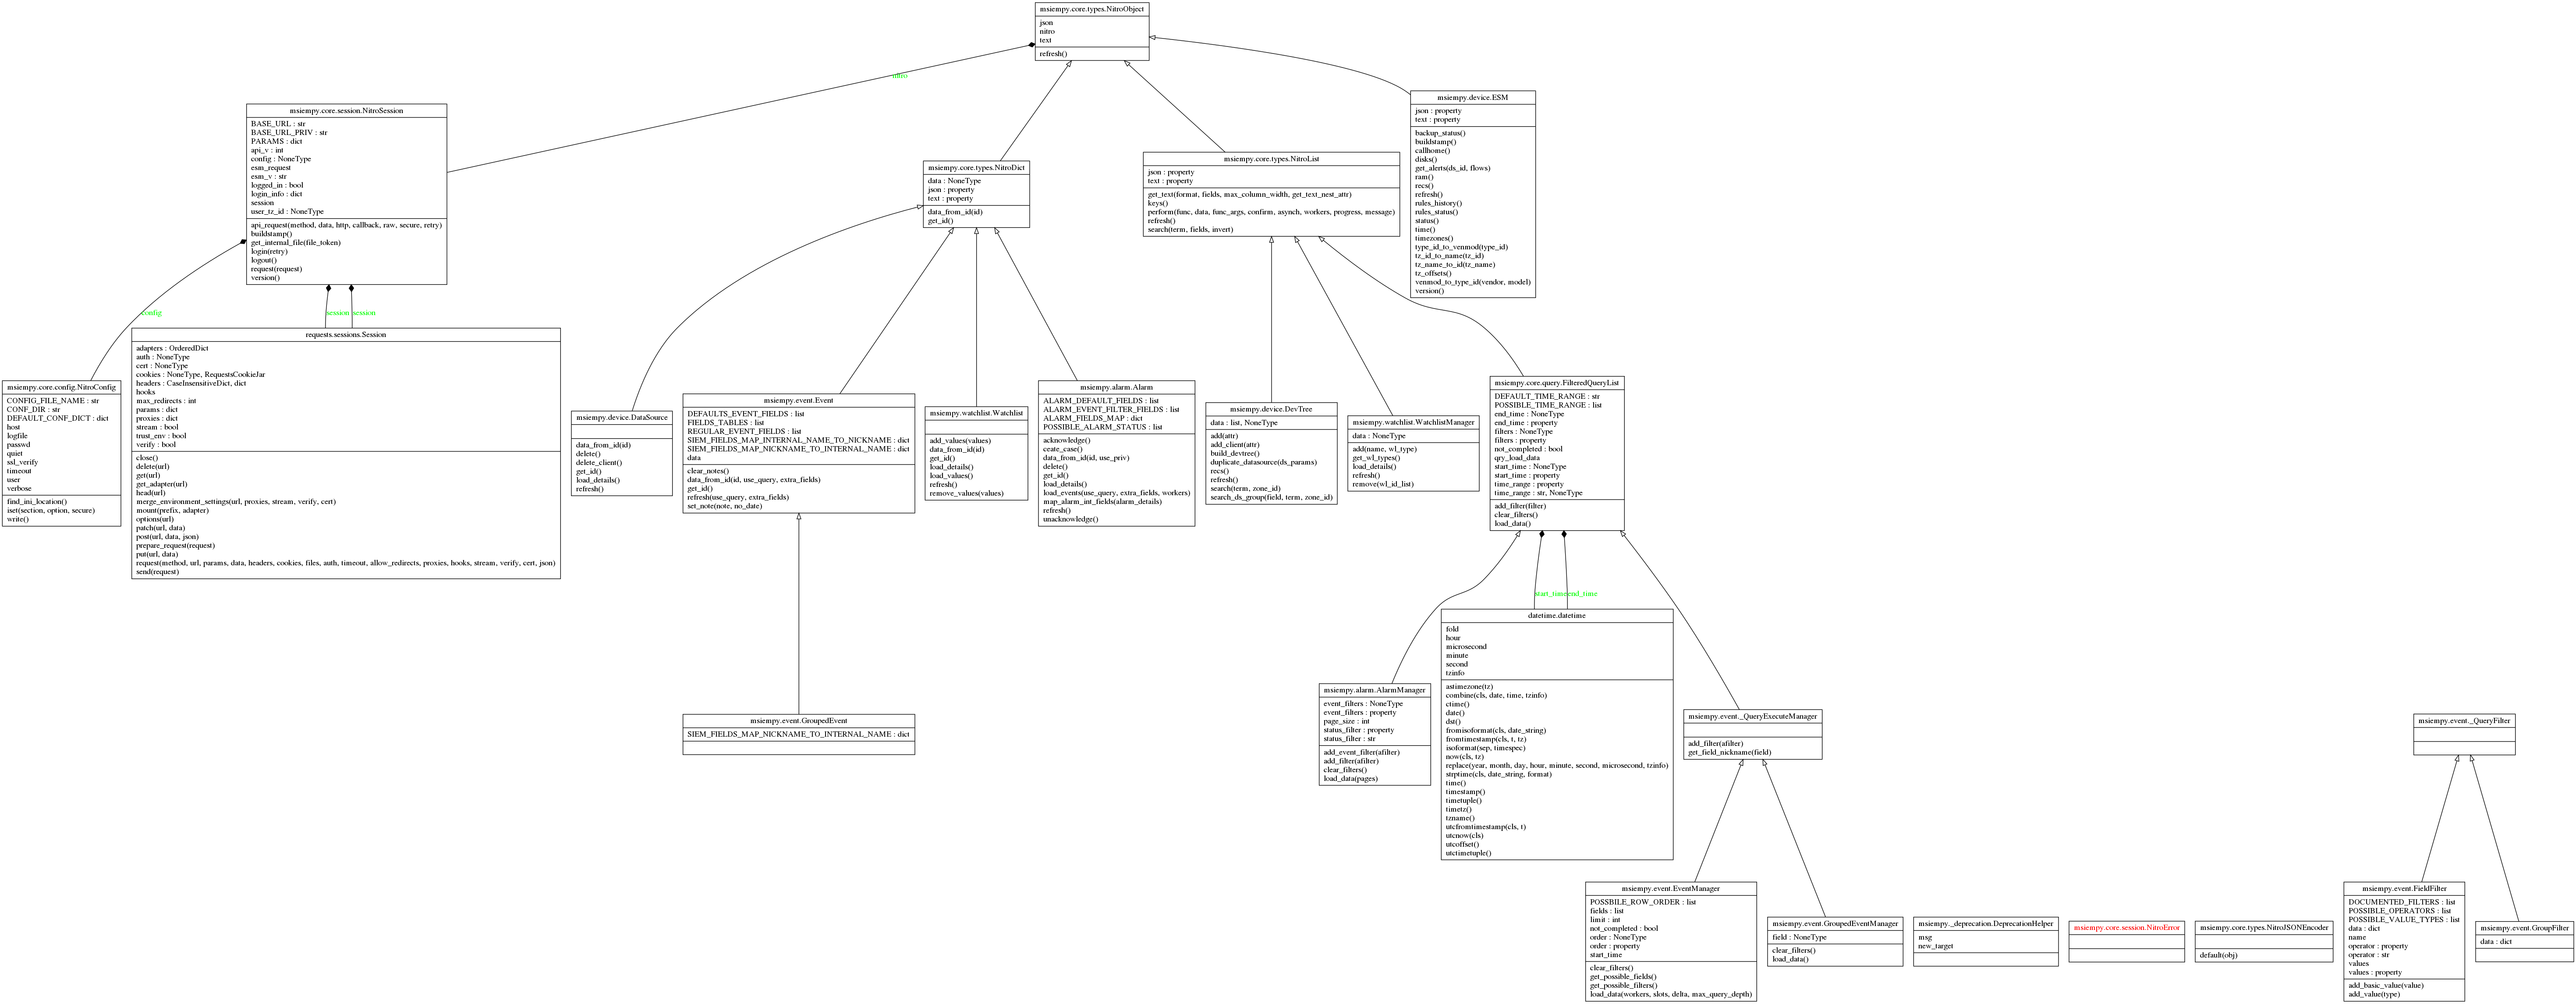 msiempy.core.types.NitroObject
json
nitro
text
refresh()
nitro
msiempy.core.session.NitroSession
BASE_URL : str
BASE_URL_PRIV : str
PARAMS : dict
api_v : int
config : NoneType
esm_request
esm_v : str
logged_in : bool
login_info : dict
session
user_tz_id : NoneType
api_request(method, data, http, callback, raw, secure, retry)
buildstamp()
get_internal_file(file_token)
login(retry)
logout()
request(request)
version()
msiempy.core.types.NitroDict
data : NoneType
json : property
text : property
data_from_id(id)
get_id()
msiempy.core.types.NitroList
json : property
text : property
get_text(format, fields, max_column_width, get_text_nest_attr)
keys()
perform(func, data, func_args, confirm, asynch, workers, progress, message)
refresh()
search(term, fields, invert)
msiempy.device.ESM
json : property
text : property
backup_status()
buildstamp()
callhome()
disks()
get_alerts(ds_id, flows)
ram()
recs()
refresh()
rules_history()
rules_status()
status()
time()
timezones()
type_id_to_venmod(type_id)
tz_id_to_name(tz_id)
tz_name_to_id(tz_name)
tz_offsets()
venmod_to_type_id(vendor, model)
version()
config
session
session
msiempy.core.config.NitroConfig
CONFIG_FILE_NAME : str
CONF_DIR : str
DEFAULT_CONF_DICT : dict
host
logfile
passwd
quiet
ssl_verify
timeout
user
verbose
find_ini_location()
iset(section, option, secure)
write()
requests.sessions.Session
adapters : OrderedDict
auth : NoneType
cert : NoneType
cookies : NoneType, RequestsCookieJar
headers : CaseInsensitiveDict, dict
hooks
max_redirects : int
params : dict
proxies : dict
stream : bool
trust_env : bool
verify : bool
close()
delete(url)
get(url)
get_adapter(url)
head(url)
merge_environment_settings(url, proxies, stream, verify, cert)
mount(prefix, adapter)
options(url)
patch(url, data)
post(url, data, json)
prepare_request(request)
put(url, data)
request(method, url, params, data, headers, cookies, files, auth, timeout, allow_redirects, proxies, hooks, stream, verify, cert, json)
send(request)
msiempy.device.DataSource
data_from_id(id)
delete()
delete_client()
get_id()
load_details()
refresh()
msiempy.event.Event
DEFAULTS_EVENT_FIELDS : list
FIELDS_TABLES : list
REGULAR_EVENT_FIELDS : list
SIEM_FIELDS_MAP_INTERNAL_NAME_TO_NICKNAME : dict
SIEM_FIELDS_MAP_NICKNAME_TO_INTERNAL_NAME : dict
data
clear_notes()
data_from_id(id, use_query, extra_fields)
get_id()
refresh(use_query, extra_fields)
set_note(note, no_date)
msiempy.watchlist.Watchlist
add_values(values)
data_from_id(id)
get_id()
load_details()
load_values()
refresh()
remove_values(values)
msiempy.alarm.Alarm
ALARM_DEFAULT_FIELDS : list
ALARM_EVENT_FILTER_FIELDS : list
ALARM_FIELDS_MAP : dict
POSSIBLE_ALARM_STATUS : list
acknowledge()
ceate_case()
data_from_id(id, use_priv)
delete()
get_id()
load_details()
load_events(use_query, extra_fields, workers)
map_alarm_int_fields(alarm_details)
refresh()
unacknowledge()
msiempy.device.DevTree
data : list, NoneType
add(attr)
add_client(attr)
build_devtree()
duplicate_datasource(ds_params)
recs()
refresh()
search(term, zone_id)
search_ds_group(field, term, zone_id)
msiempy.watchlist.WatchlistManager
data : NoneType
add(name, wl_type)
get_wl_types()
load_details()
refresh()
remove(wl_id_list)
msiempy.core.query.FilteredQueryList
DEFAULT_TIME_RANGE : str
POSSIBLE_TIME_RANGE : list
end_time : NoneType
end_time : property
filters : NoneType
filters : property
not_completed : bool
qry_load_data
start_time : NoneType
start_time : property
time_range : property
time_range : str, NoneType
add_filter(filter)
clear_filters()
load_data()
start_time
end_time
msiempy.event.GroupedEvent
SIEM_FIELDS_MAP_NICKNAME_TO_INTERNAL_NAME : dict
msiempy.alarm.AlarmManager
event_filters : NoneType
event_filters : property
page_size : int
status_filter : property
status_filter : str
add_event_filter(afilter)
add_filter(afilter)
clear_filters()
load_data(pages)
datetime.datetime
fold
hour
microsecond
minute
second
tzinfo
astimezone(tz)
combine(cls, date, time, tzinfo)
ctime()
date()
dst()
fromisoformat(cls, date_string)
fromtimestamp(cls, t, tz)
isoformat(sep, timespec)
now(cls, tz)
replace(year, month, day, hour, minute, second, microsecond, tzinfo)
strptime(cls, date_string, format)
time()
timestamp()
timetuple()
timetz()
tzname()
utcfromtimestamp(cls, t)
utcnow(cls)
utcoffset()
utctimetuple()
msiempy.event._QueryExecuteManager
add_filter(afilter)
get_field_nickname(field)
msiempy.event._QueryFilter
msiempy.event.EventManager
POSSBILE_ROW_ORDER : list
fields : list
limit : int
not_completed : bool
order : NoneType
order : property
start_time
clear_filters()
get_possible_fields()
get_possible_filters()
load_data(workers, slots, delta, max_query_depth)
msiempy.event.GroupedEventManager
field : NoneType
clear_filters()
load_data()
msiempy._deprecation.DeprecationHelper
msg
new_target
msiempy.core.session.NitroError
msiempy.core.types.NitroJSONEncoder
default(obj)
msiempy.event.FieldFilter
DOCUMENTED_FILTERS : list
POSSIBLE_OPERATORS : list
POSSIBLE_VALUE_TYPES : list
data : dict
name
operator : property
operator : str
values
values : property
add_basic_value(value)
add_value(type)
msiempy.event.GroupFilter
data : dict